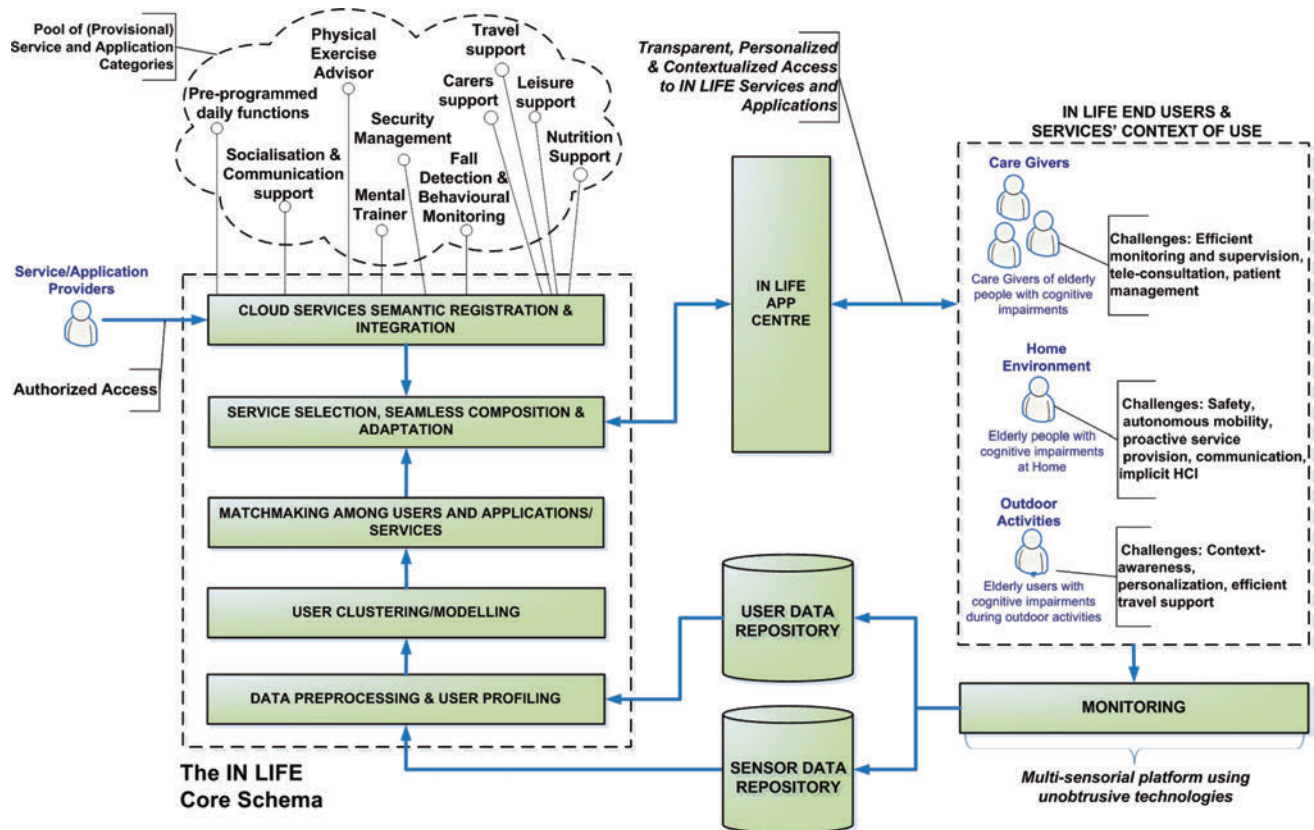 Pool of (Provisional)
Service and Application
Categories
Physical
Exercise
Advisor
Travel
support
Carers
support
Leisure
support
Pre-programmed
daily functions
Security
Management
Nutrition
Support
Socialisation &
Communication
support
Mental
Trainer
Fall
Detection &
Behavioural
Monitoring
Transparent, Personalized
& Contextualized Access
to IN LIFE Services and
Applications
Service/Application
Providers
Authorized Access
CLOUD SERVICES SEMANTIC REGISTRATION &
INTEGRATION
SERVICE SELECTION, SEAMLESS COMPOSITION &
ADAPTATION
MATCHMAKING AMONG USERS AND APPLICATIONS/
SERVICES
USER CLUSTERING/MODELLING
DATA PREPROCESSING & USER PROFILING
The IN LIFE
Core Schema
IN LIFE
APP
CENTRE
USER DATA
REPOSITORY
SENSOR DATA
REPOSITORY
IN LIFE END USERS &
SERVICES' CONTEXT OF USE
Care Givers
Care Givers of elderly
people with cognitive
impairments
Challenges: Efficient
monitoring and supervision,
tele-consultation, patient
management
Home
Environment
Elderly people with
cognitive impairments
at Home
Challenges: Safety,
autonomous mobility,
proactive service
provision, communication,
implicit HCI
Outdoor
Activities
Elderly users with
cognitive impairments
during outdoor activities
Challenges: Context-
awareness,
personalization, efficient
travel support
MONITORING
Multi-sensorial platform using
unobtrusive technologies